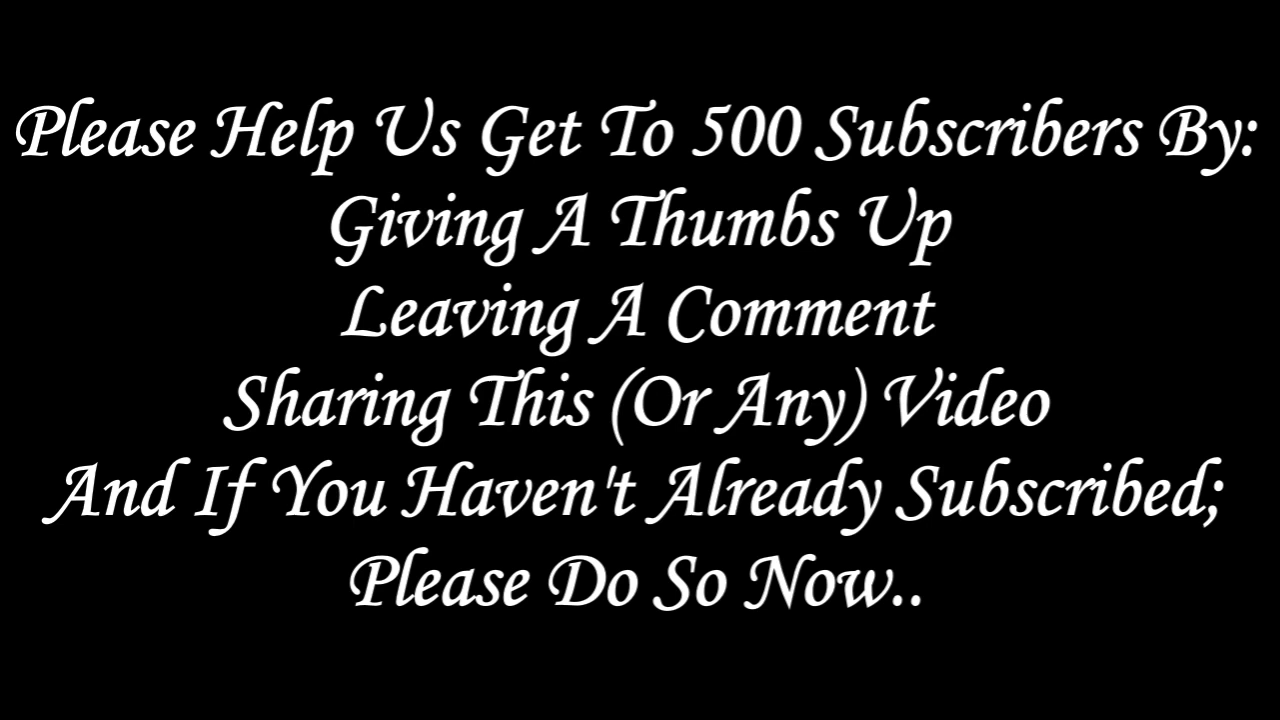 Please Help Us Get To 500 Subscribers By:
Giving A Thumbs Up
Leaving A Comment
Sharing This (Or Any) Video
And If You Haven't Already Subscribed;
Please Do So Now..